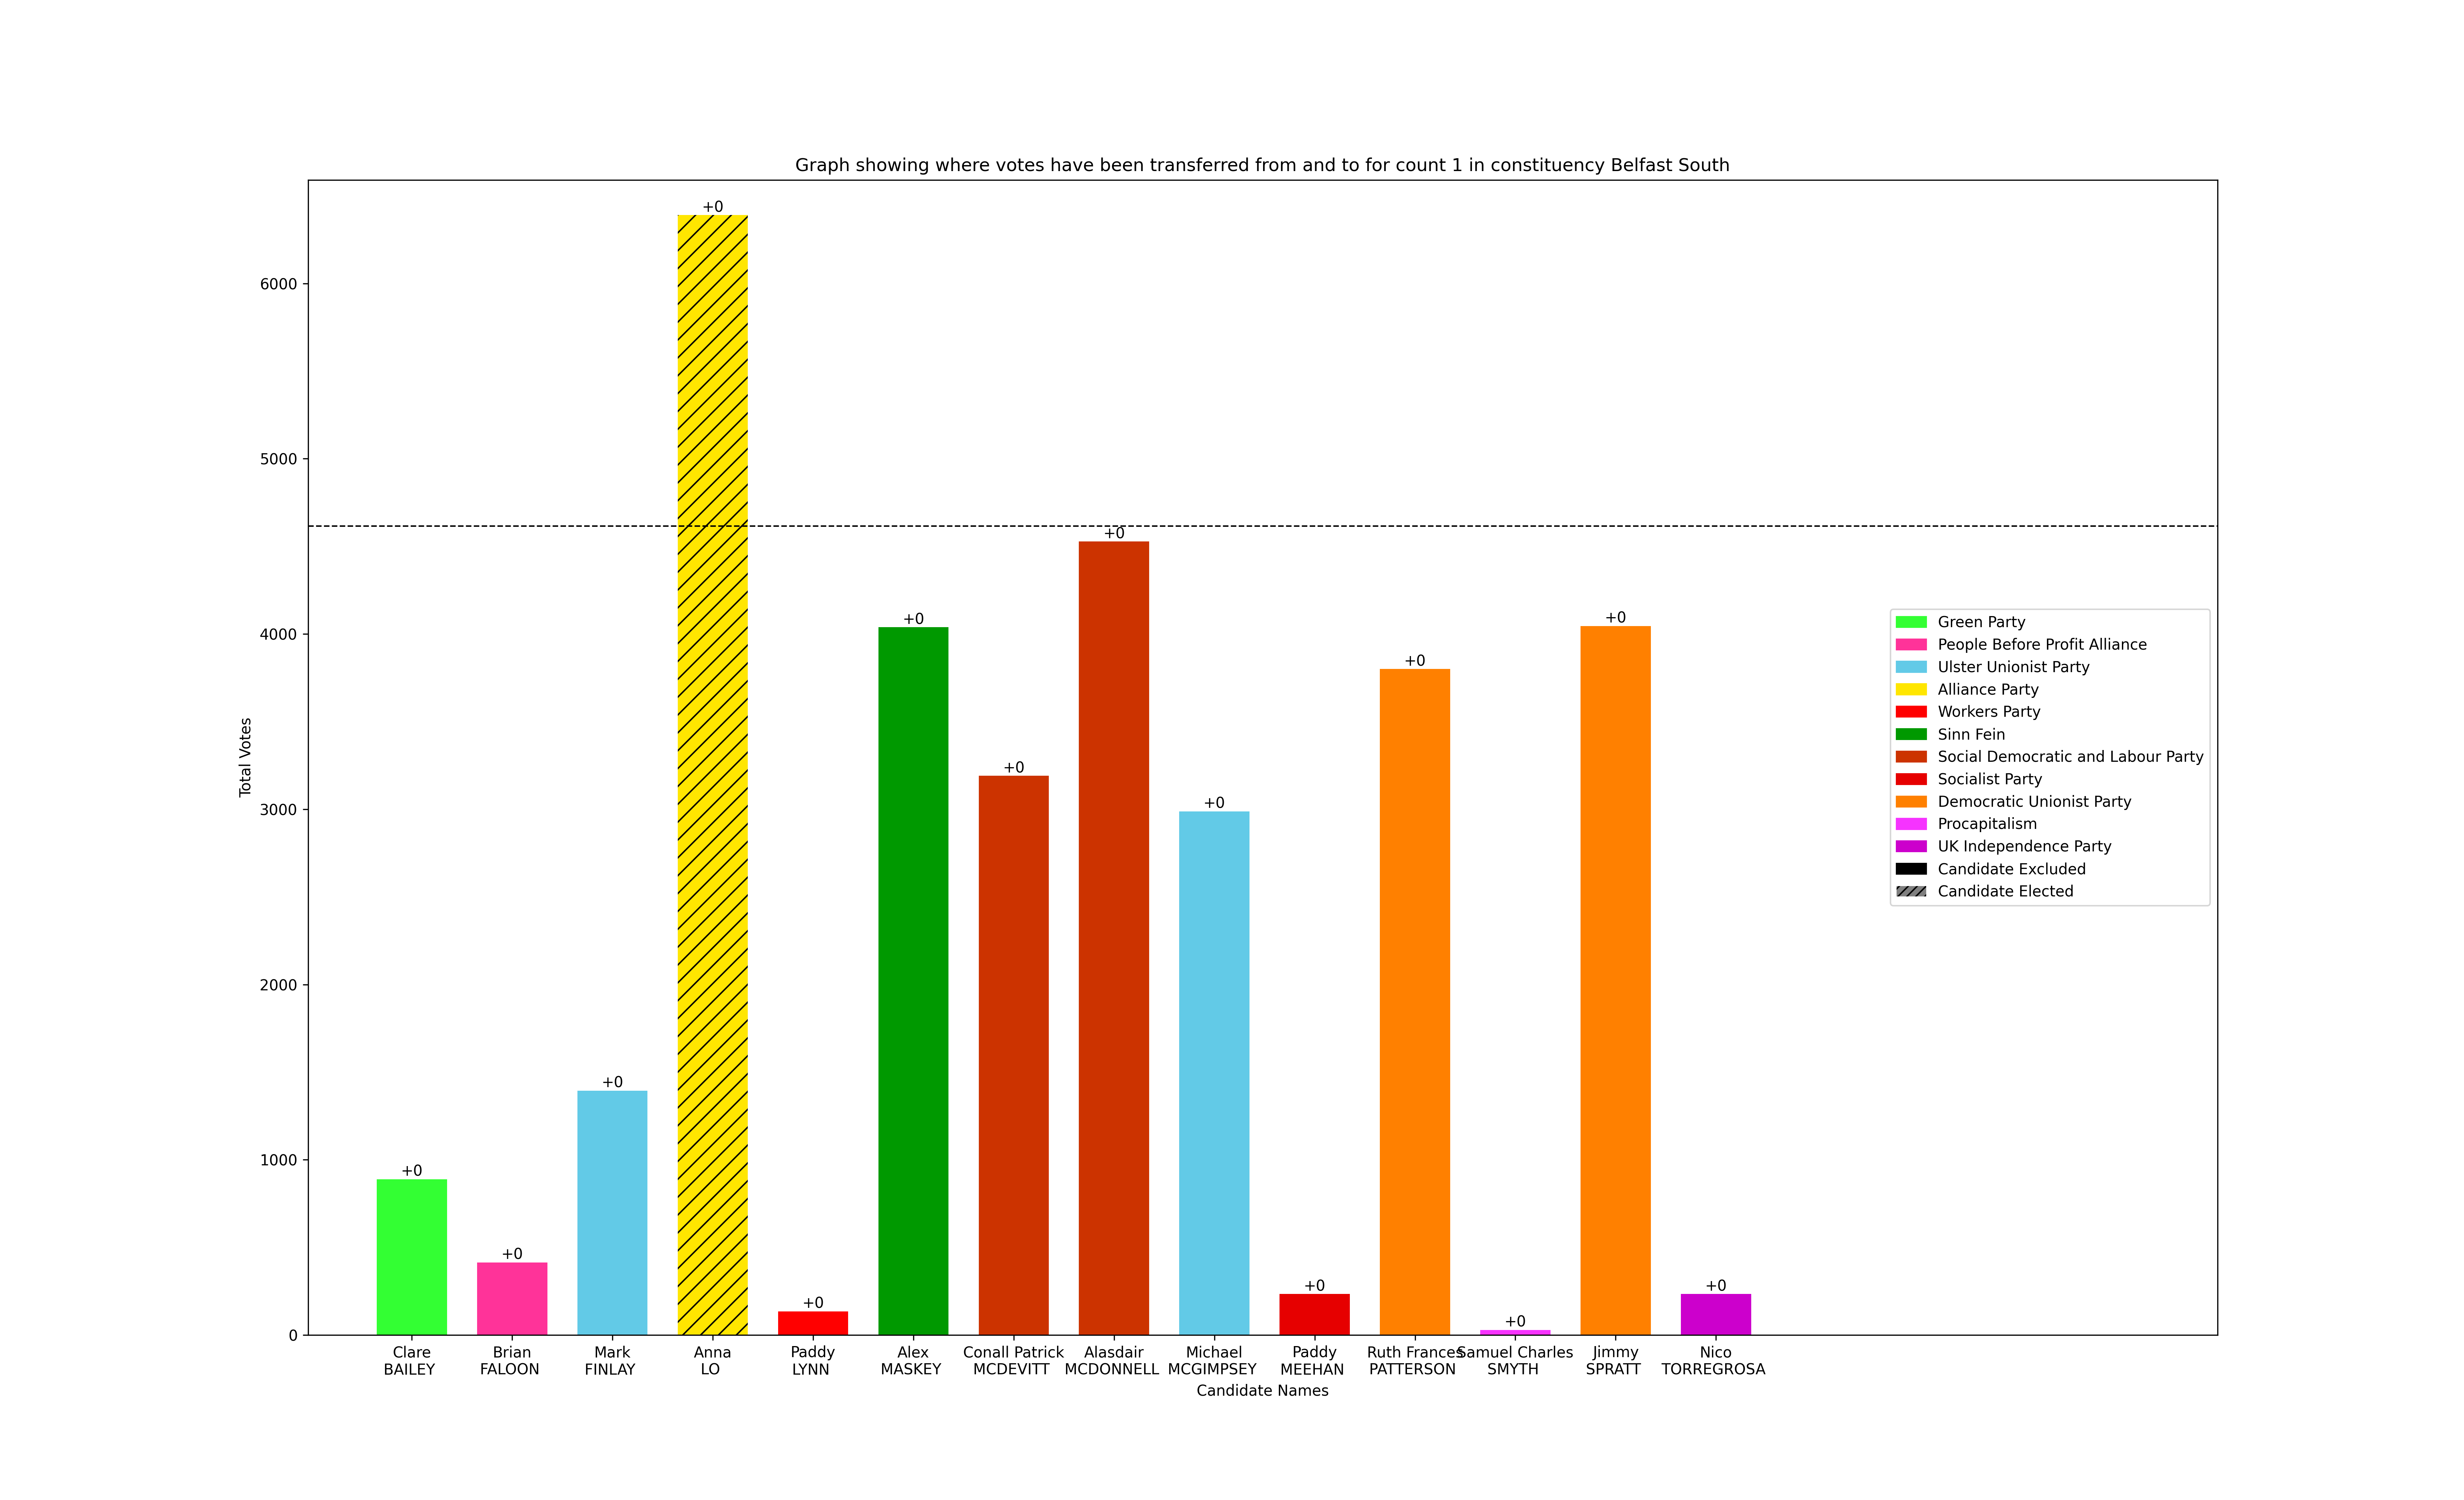 Graph showing where votes have been transferred from and to for count 1 in constituency Belfast South
Total Votes
6000
5000
4000
3000
2000
1000
0
+0
+0
+0
+0
+0
+0
+0
+0
+0
+0
+0
+0
+0
+0
Green Party
People Before Profit Alliance
Ulster Unionist Party
Alliance Party
Workers Party
Sinn Fein
Social Democratic and Labour Party
Socialist Party
Democratic Unionist Party
Procapitalism
UK Independence Party
Candidate Excluded
Candidate Elected
Clare
BAILEY
Brian
FALOON
Mark
FINLAY
Anna
LO
Paddy
LYNN
Alex
MASKEY
Conall Patrick
MCDEVITT
Alasdair
MCDONNELL
Michael
MCGIMPSEY
Paddy
MEEHAN
Ruth Frances
PATTERSON
Samuel Charles
SMYTH
Jimmy
SPRATT
Nico
TORREGROSA
Candidate Names